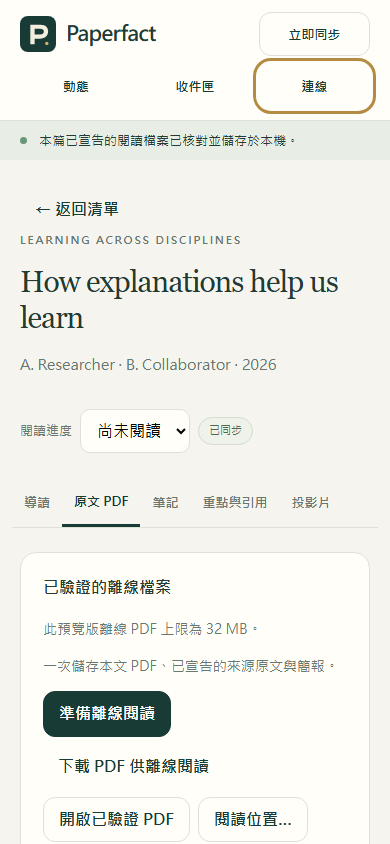 Paperfact
立即同步
動態
收件匣
連線
本篇已宣告的閱讀檔案已核對並儲存於本機。
← 返回清單
LEARNING ACROSS DISCIPLINES
How explanations help us
learn
A. Researcher · B. Collaborator · 2026
閱讀進度
尚未閱讀
已同步
導讀
原文 PDF
筆記
重點與引用
投影片
已驗證的離線檔案
此預覽版離線 PDF 上限為 32 MB。
一次儲存本文 PDF、已宣告的來源原文與簡報。
準備離線閱讀
下載 PDF 供離線閱讀
開啟已驗證 PDF
閱讀位置...